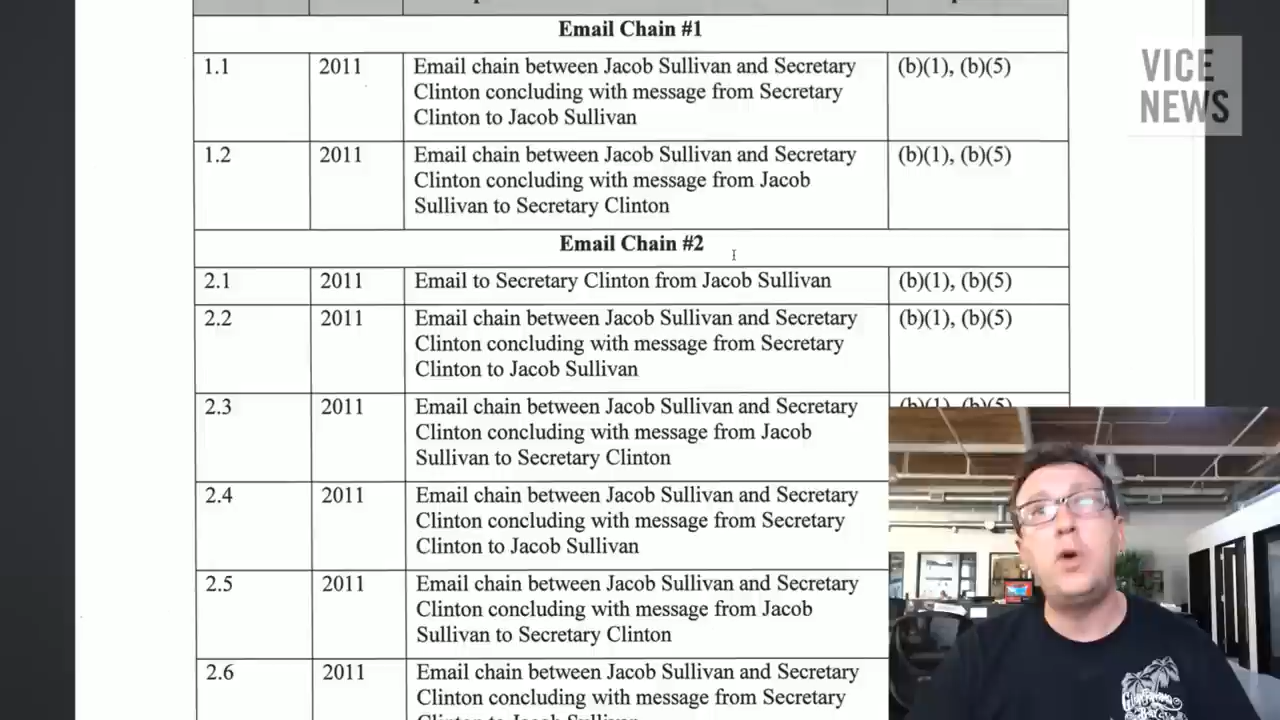 Email Chain #1
1.1 2011 Email chain between Jacob Sullivan and Secretary (b)(1), (b)(5)
Clinton concluding with message from Secretary
Clinton to Jacob Sullivan
1.2 2011 Email chain between Jacob Sullivan and Secretary (b)(1), (b)(5)
Clinton concluding with message from Jacob
Sullivan to Secretary Clinton
Email Chain #2
2.1 2011 Email to Secretary Clinton from Jacob Sullivan (b)(1), (b)(5)
2.2 2011 Email chain between Jacob Sullivan and Secretary (b)(1), (b)(5)
Clinton concluding with message from Secretary
Clinton to Jacob Sullivan
2.3 2011 Email chain between Jacob Sullivan and Secretary (b)(1), (b)(5)
Clinton concluding with message from Jacob
Sullivan to Secretary Clinton
2.4 2011 Email chain between Jacob Sullivan and Secretary
Clinton concluding with message from Secretary
Clinton to Jacob Sullivan
2.5 2011 Email chain between Jacob Sullivan and Secretary
Clinton concluding with message from Jacob
Sullivan to Secretary Clinton
2.6 2011 Email chain between Jacob Sullivan and Secretary
Clinton concluding with message from Secretary
Clinton to Jacob Sullivan
VICE
NEWS